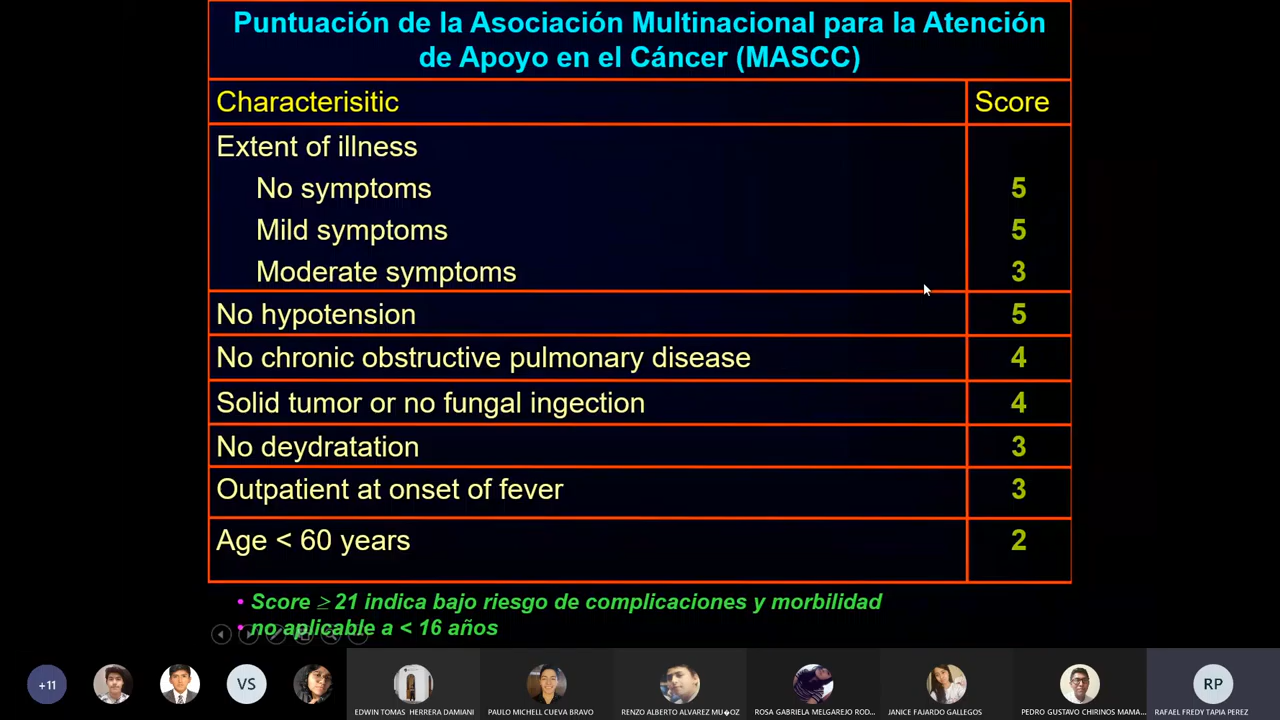 Puntuación de la Asociación Multinacional para la Atención
de Apoyo en el Cáncer (MASCC)
Characterisitic Score
Extent of illness
No symptoms 5
Mild symptoms 5
Moderate symptoms 3
No hypotension 5
No chronic obstructive pulmonary disease 4
Solid tumor or no fungal ingection 4
No deydratation 3
Outpatient at onset of fever 3
Age < 60 years 2
• Score ≥ 21 indica bajo riesgo de complicaciones y morbilidad
• no aplicable a < 16 años
+11 VS RP
EDWIN TOMAS HERRERA DAMIANI PAULO MICHELL CUEVA BRAVO RENZO ALBERTO ALVAREZ MU�OZ ROSA GABRIELA MELGAREJO ROD... JANICE FAJARDO GALLEGOS PEDRO GUSTAVO CHIRINOS MAMA... RAFAEL FREDY TAPIA PEREZ